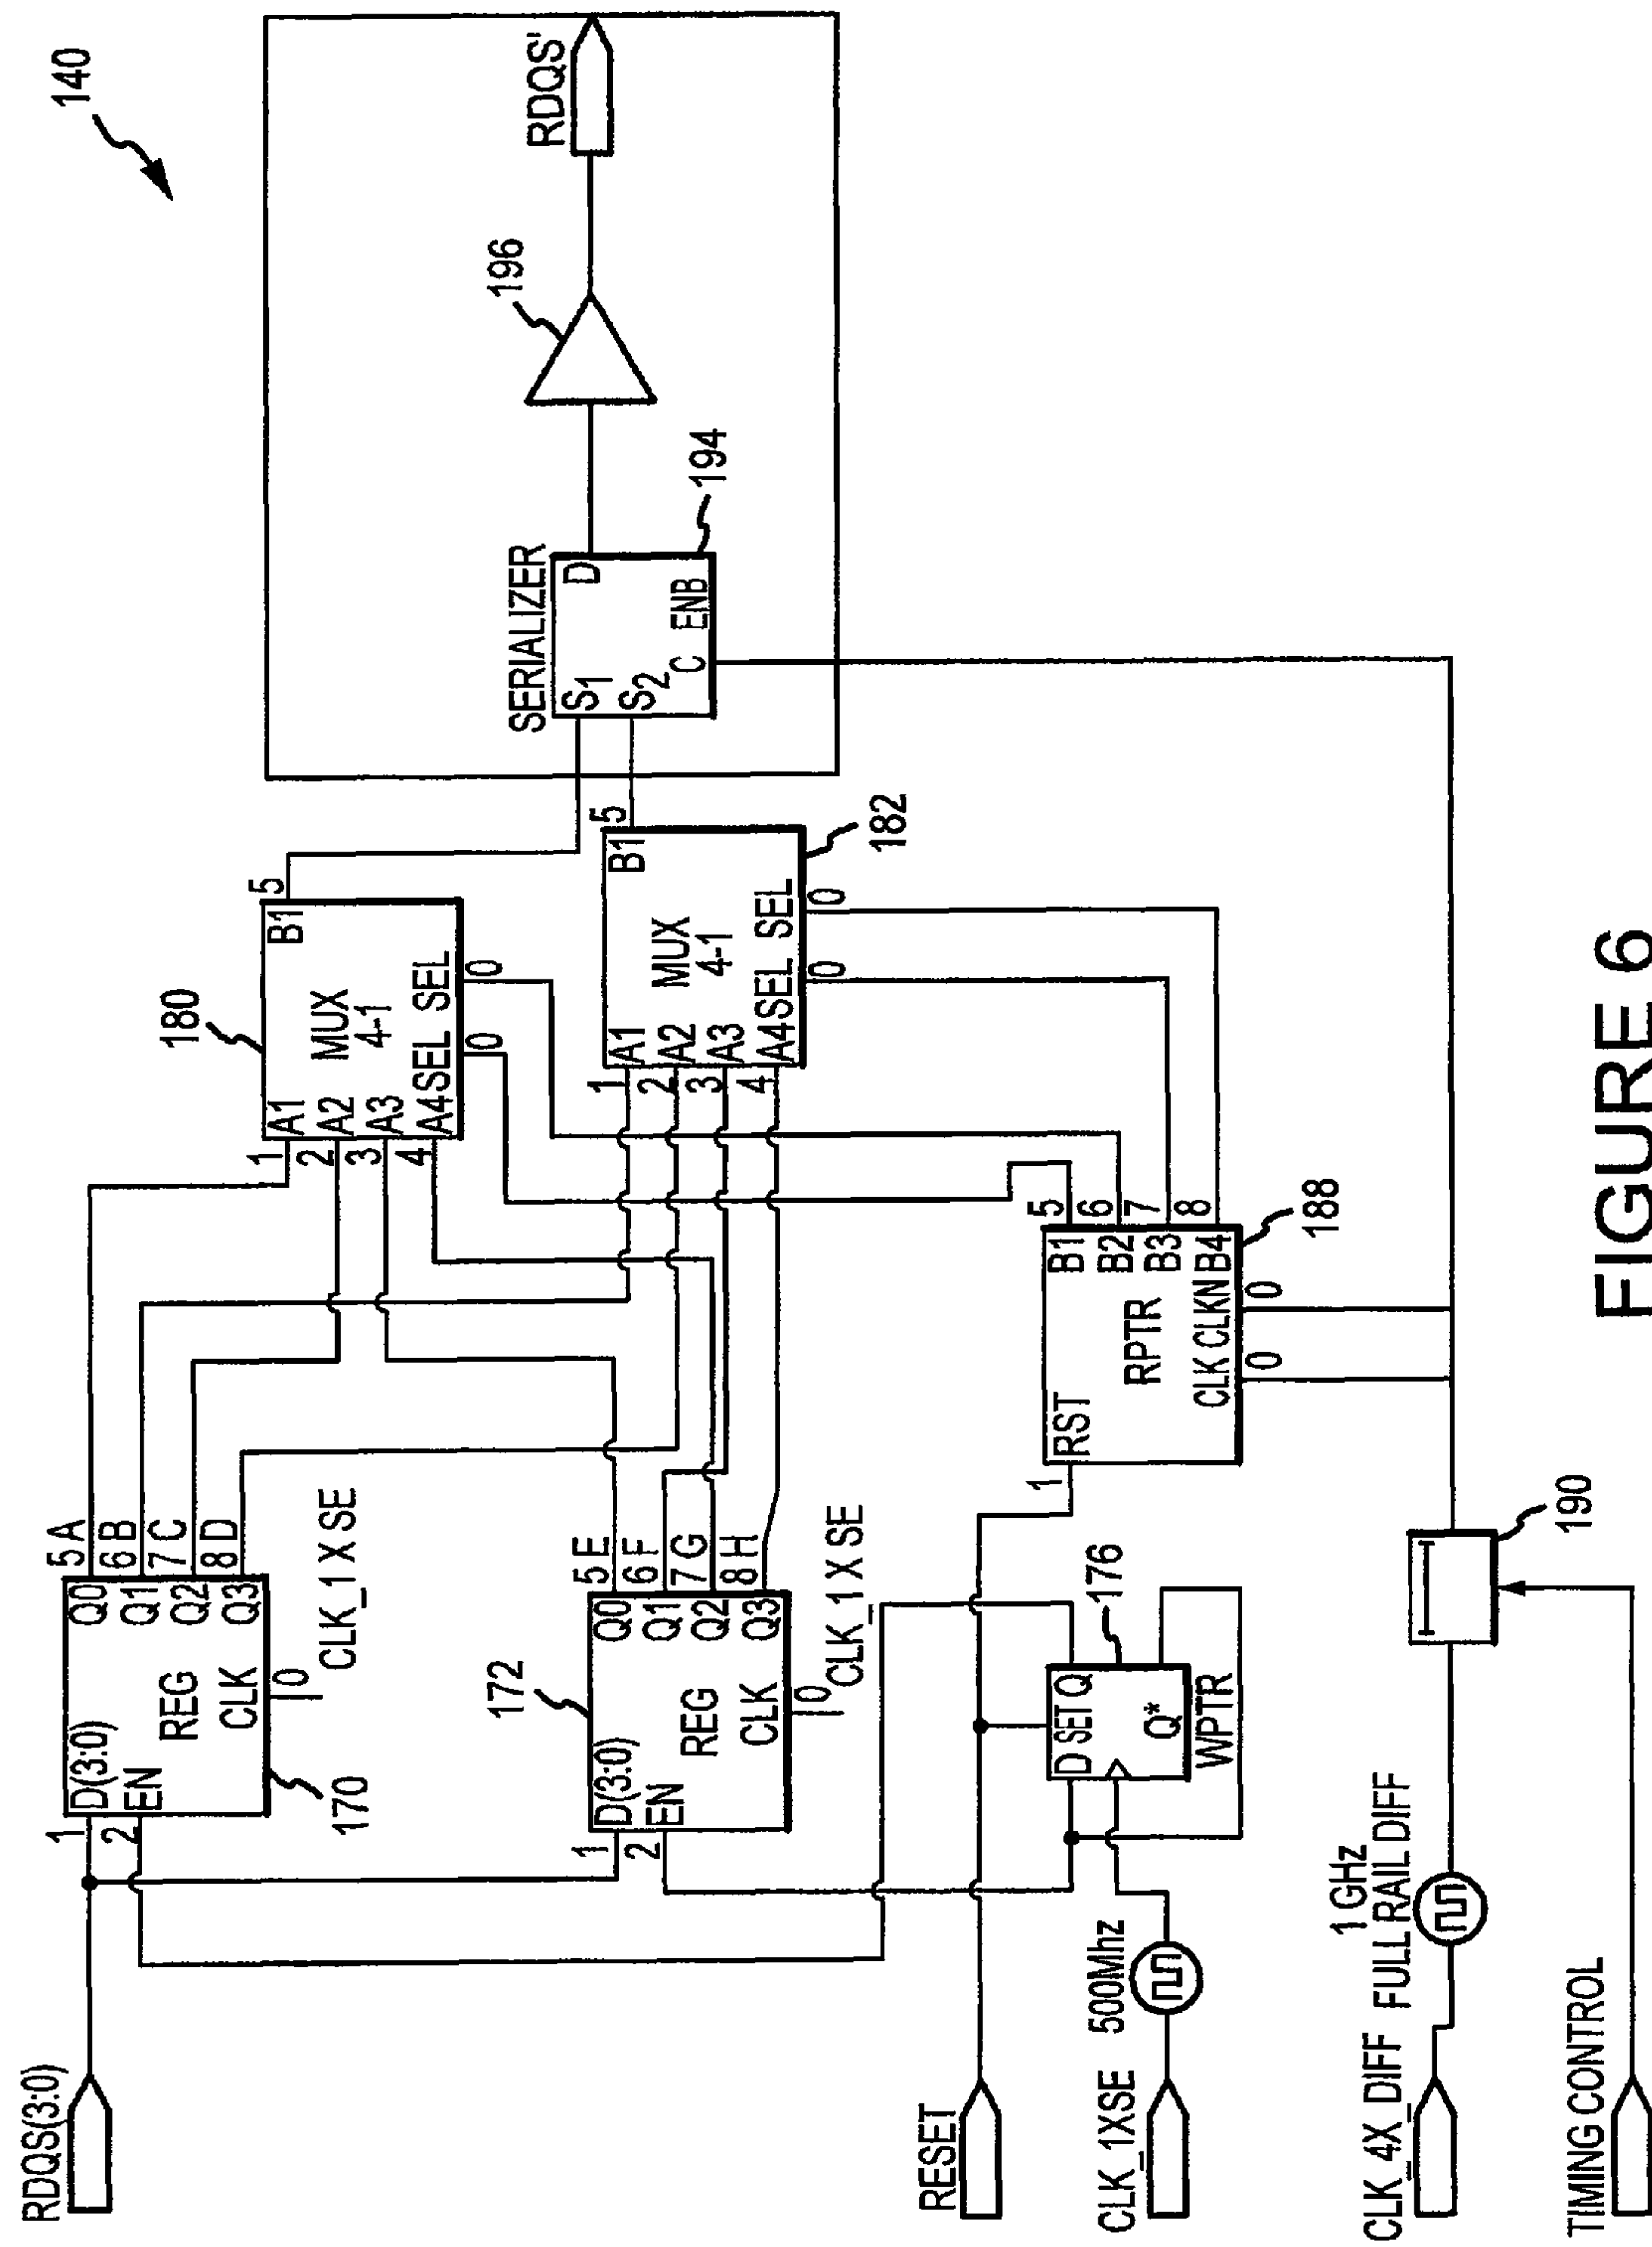 140
RDQS(3:0)
1
2
D(3:0)
EN
REG
CLK
0
CLK_1 X SE
Q0
Q1
Q2
Q3
5 A
6 B
7 C
8 D
170
180
1
2
3
4
A1
A2
A3
A4
MUX
4-1
SEL SEL
0 0
B1
5
172
1
2
D(3:0)
EN
REG
CLK
0
CLK_1 X SE
Q0
Q1
Q2
Q3
5 E
6 F
7 G
8 H
1
2
3
4
A1
A2
A3
A4
MUX
4-1
SEL SEL
0 0
B1
5
182
SERIALIZER
S1
S2
C
D
ENB
194
196
RDQS'
RESET
CLK_1XSE
500Mhz
D SET Q
Q*
WPTR
176
1
RST
RPTR
CLK CLKN
0 0
B1
B2
B3
B4
5
6
7
8
188
CLK_4X_DIFF
1 GHz
FULL RAIL DIFF
190
TIMING CONTROL
FIGURE 6